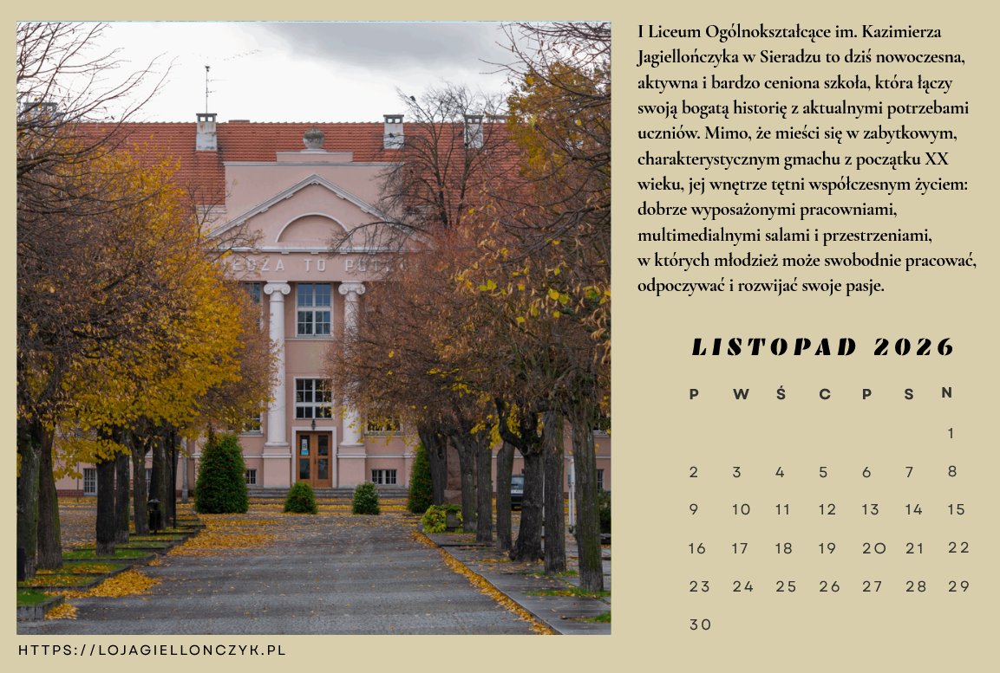 I Liceum Ogólnokształcące im. Kazimierza
Jagiellończyka w Sieradzu to dziś nowoczesna,
aktywna i bardzo ceniona szkoła, która łączy
swoją bogatą historię z aktualnymi potrzebami
uczniów. Mimo, że mieści się w zabytkowym,
charakterystycznym gmachu z początku XX
wieku, jej wnętrze tętni współczesnym życiem:
dobrze wyposażonymi pracowniami,
multimedialnymi salami i przestrzeniami,
w których młodzież może swobodnie pracować,
odpoczywać i rozwijać swoje pasje.
LISTOPAD 2026
P W Ś C P S N
1
2 3 4 5 6 7 8
9 10 11 12 13 14 15
16 17 18 19 20 21 22
23 24 25 26 27 28 29
30
TO
HTTPS://LOJAGIELLONCZYK.PL